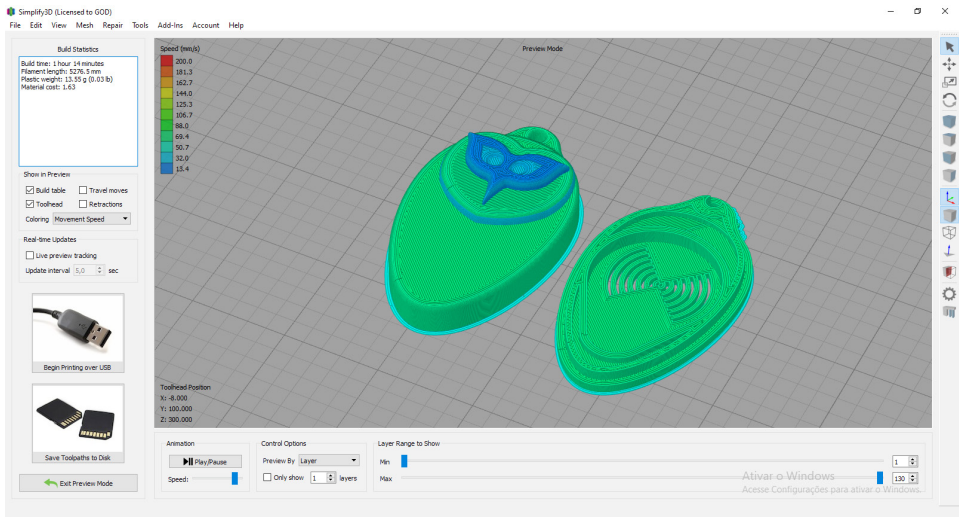 Simplify3D (Licensed to GOD)
File Edit View Mesh Repair Tools Add-Ins Account Help
Build Statistics
Build time: 1 hour 14 minutes
Filament length: 5276.5 mm
Plastic weight: 13.55 g (0.03 lb)
Material cost: 1.63
Show in Preview
Build table Travel moves
Toolhead Retractions
Coloring Movement Speed
Real-time Updates
Live preview tracking
Update interval 5,0 sec
Begin Printing over USB
Save Toolpaths to Disk
Exit Preview Mode
Speed (mm/s)
200.0
181.3
162.7
144.0
125.3
106.7
88.0
69.4
50.7
32.0
13.4
Preview Mode
Toolhead Position
X: -8.000
Y: 100.000
Z: 300.000
Animation
Play/Pause
Speed:
Control Options
Preview By Layer
Only show 1 layers
Layer Range to Show
Min 1
Max 130
Ativar o Windows
Acesse Configurações para ativar o Windows.